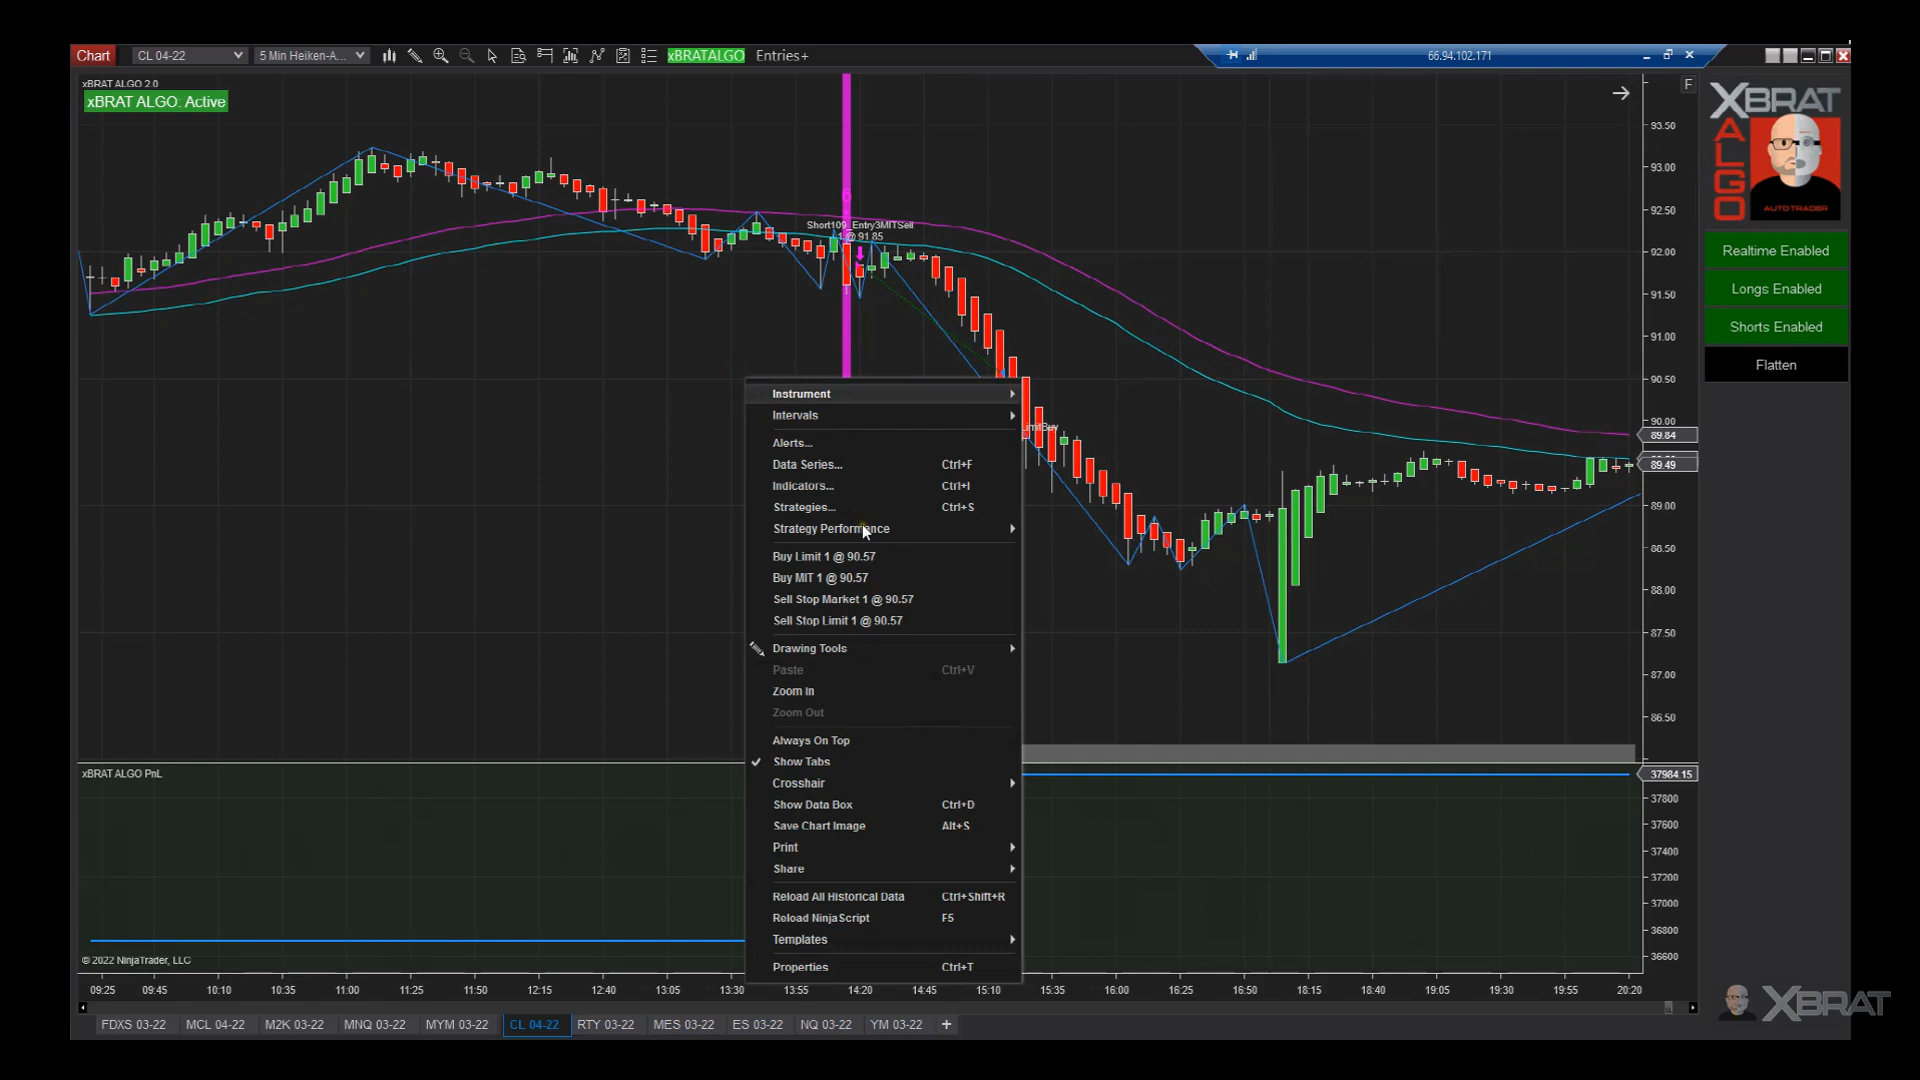 Chart CL 04-22 5 Min Heiken-A... xBRATALGO Entries+ 66.94.102.171
xBRAT ALGO 2.0
xBRAT ALGO: Active
F
XBRAT
ALGO
AUTO TRADER
Realtime Enabled
Longs Enabled
Shorts Enabled
Flatten
93.50
93.00
92.50
92.00
91.50
91.00
90.50
90.00
89.84
89.49
89.00
88.50
88.00
87.50
87.00
86.50
Short109_Entry3MITSell
1 @ 91.85
LimitBuy
Instrument
Intervals
Alerts...
Data Series... Ctrl+F
Indicators... Ctrl+I
Strategies... Ctrl+S
Strategy Performance
Buy Limit 1 @ 90.57
Buy MIT 1 @ 90.57
Sell Stop Market 1 @ 90.57
Sell Stop Limit 1 @ 90.57
Drawing Tools
Paste Ctrl+V
Zoom In
Zoom Out
Always On Top
Show Tabs
Crosshair
Show Data Box Ctrl+D
Save Chart Image Alt+S
Print
Share
Reload All Historical Data Ctrl+Shift+R
Reload NinjaScript F5
Templates
Properties Ctrl+T
xBRAT ALGO PnL
37984.15
37800
37600
37400
37200
37000
36800
36600
© 2022 NinjaTrader, LLC
09:25 09:45 10:10 10:35 11:00 11:25 11:50 12:15 12:40 13:05 13:30 13:55 14:20 14:45 15:10 15:35 16:00 16:25 16:50 18:15 18:40 19:05 19:30 19:55 20:20
FDXS 03-22 MCL 04-22 M2K 03-22 MNQ 03-22 MYM 03-22 CL 04-22 RTY 03-22 MES 03-22 ES 03-22 NQ 03-22 YM 03-22 +
XBRAT